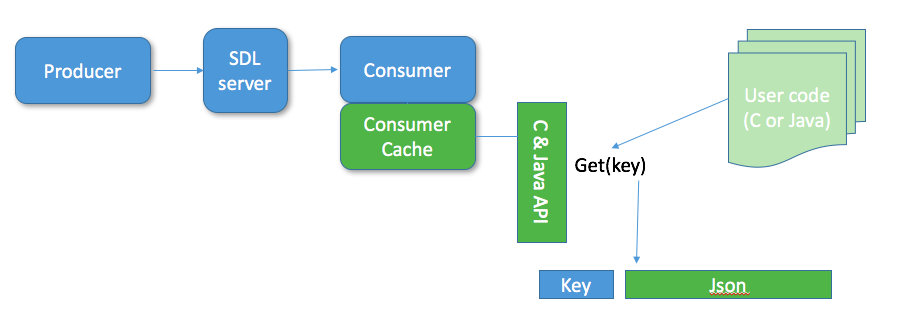 Producer
SDL
server
Consumer
Consumer
Cache
C & Java API
User code
(C or Java)
Get(key)
Key
Json